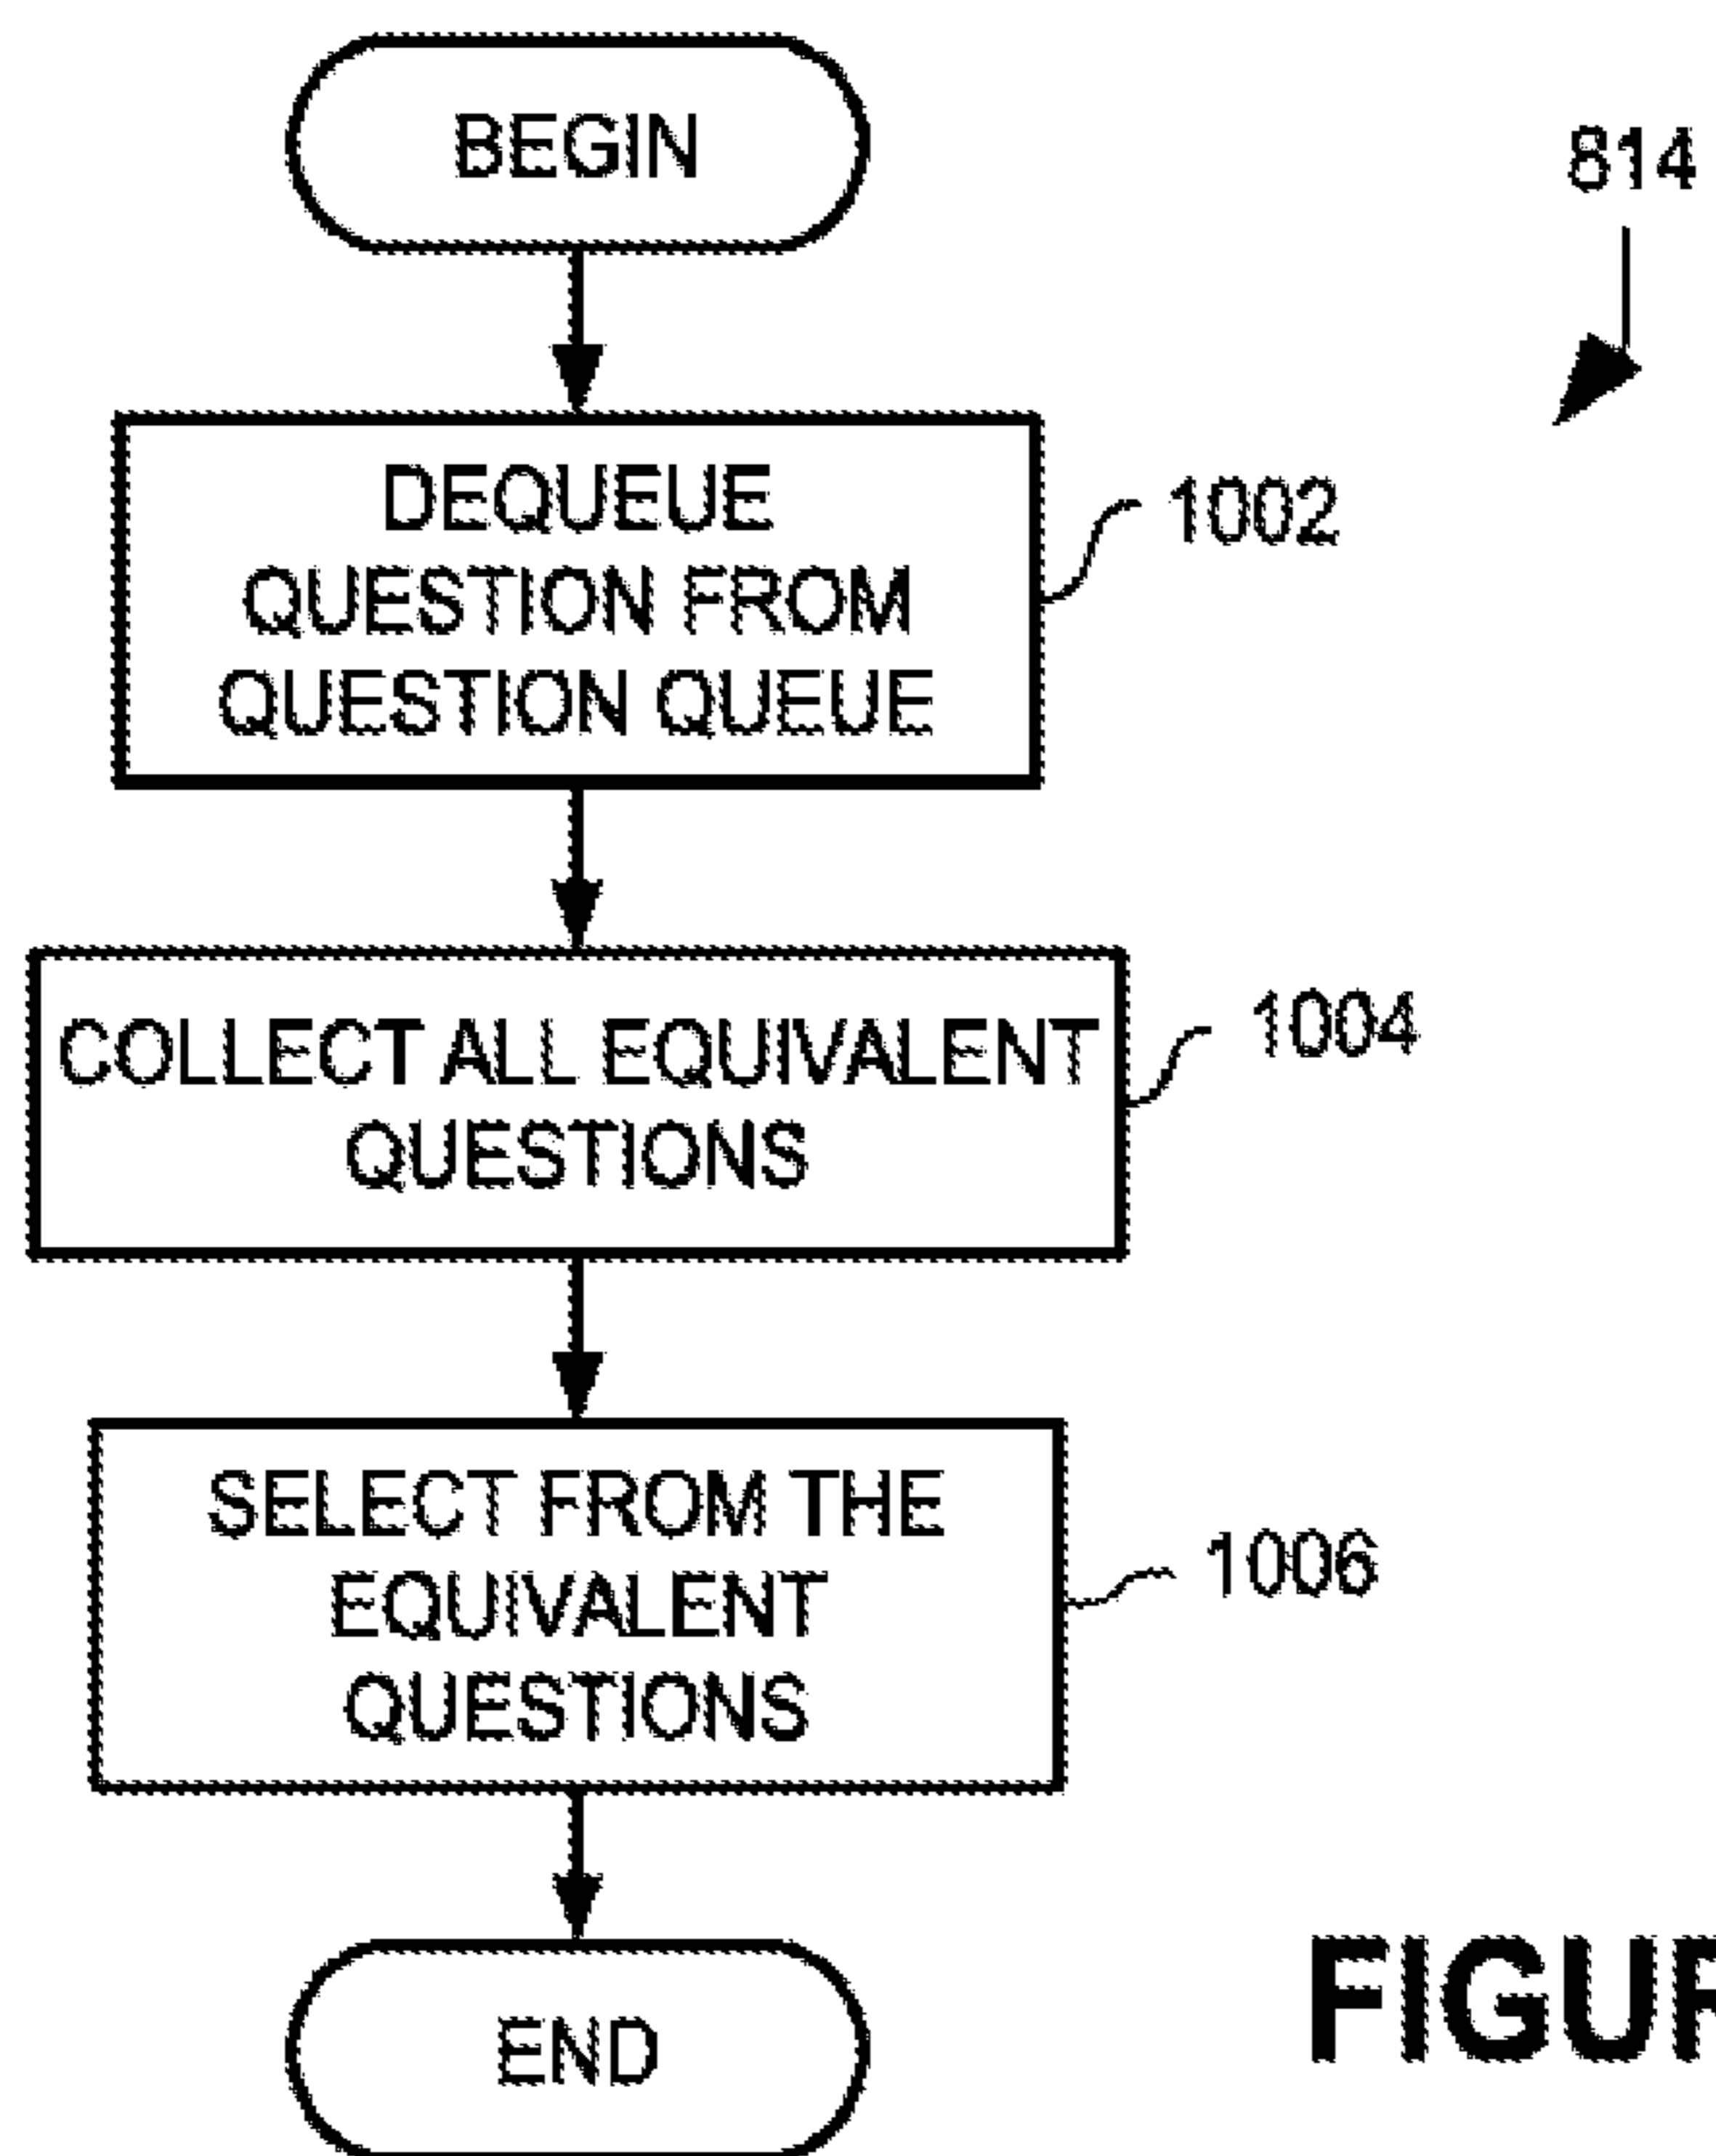 BEGIN
814
DEQUEUE
QUESTION FROM
QUESTION QUEUE
1002
COLLECT ALL EQUIVALENT
QUESTIONS
1004
SELECT FROM THE
EQUIVALENT
QUESTIONS
1006
END